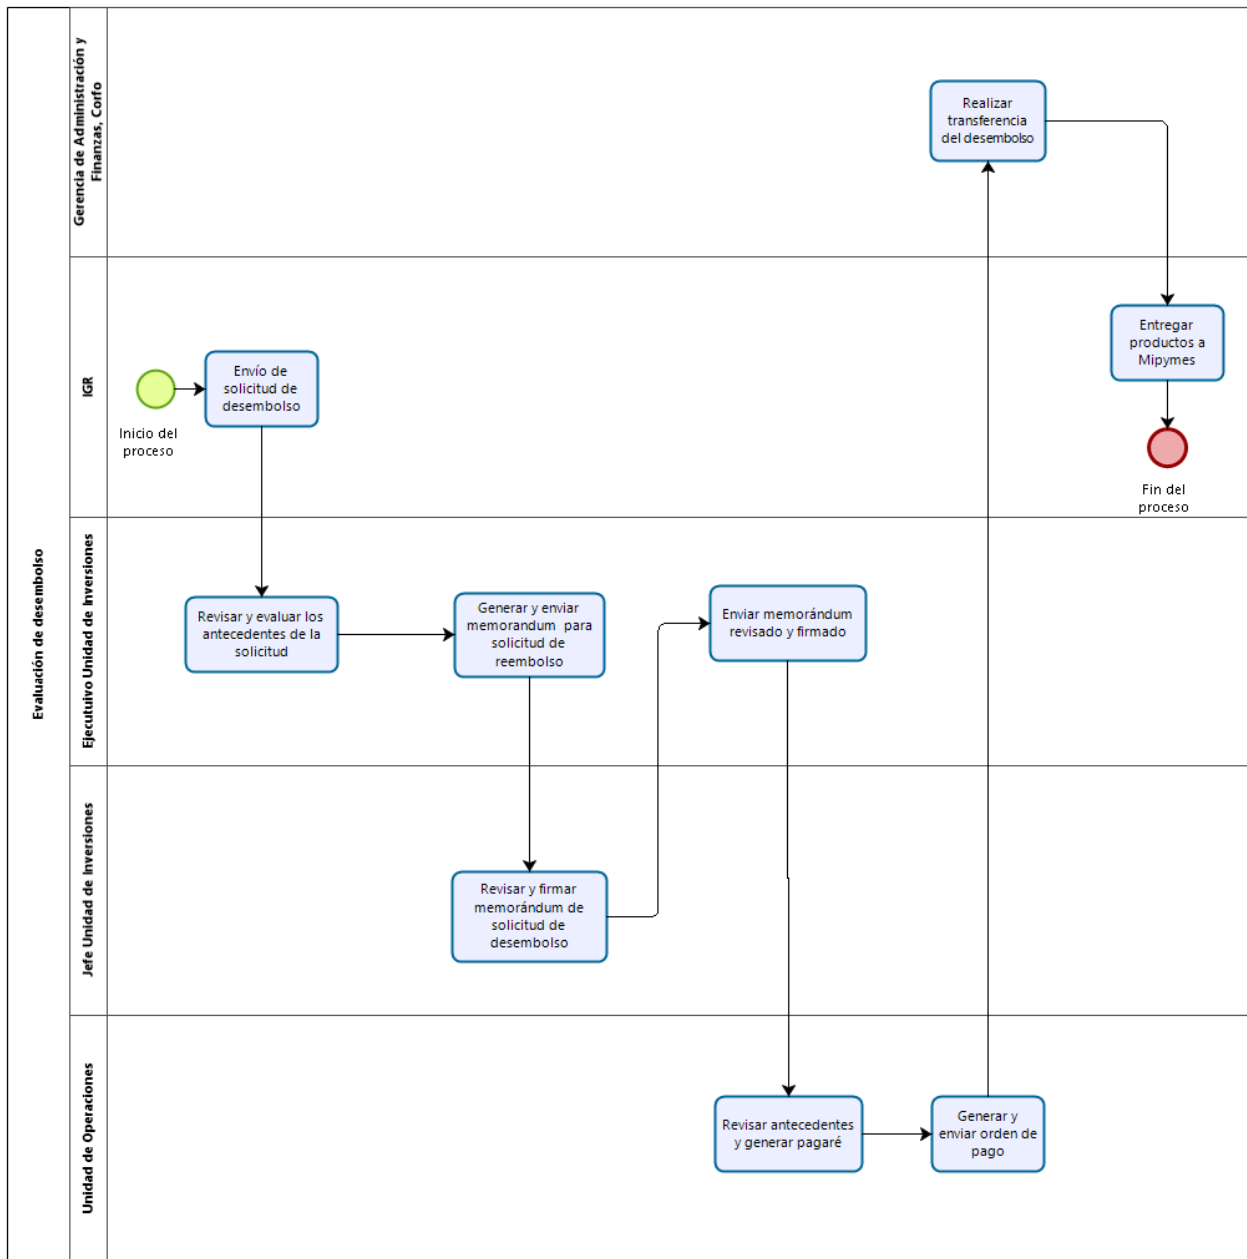 Evaluación de desembolso
Gerencia de Administración y
Finanzas, Corfo
Realizar
transferencia
del desembolso
IGR
Inicio del
proceso
Envío de
solicitud de
desembolso
Entregar
productos a
Mipymes
Fin del
proceso
Ejecutuivo Unidad de Inversiones
Revisar y evaluar los
antecedentes de la
solicitud
Generar y enviar
memorandum para
solicitud de
reembolso
Enviar memorándum
revisado y firmado
Jefe Unidad de Inversiones
Revisar y firmar
memorándum de
solicitud de
desembolso
Unidad de Operaciones
Revisar antecedentes
y generar pagaré
Generar y
enviar orden de
pago